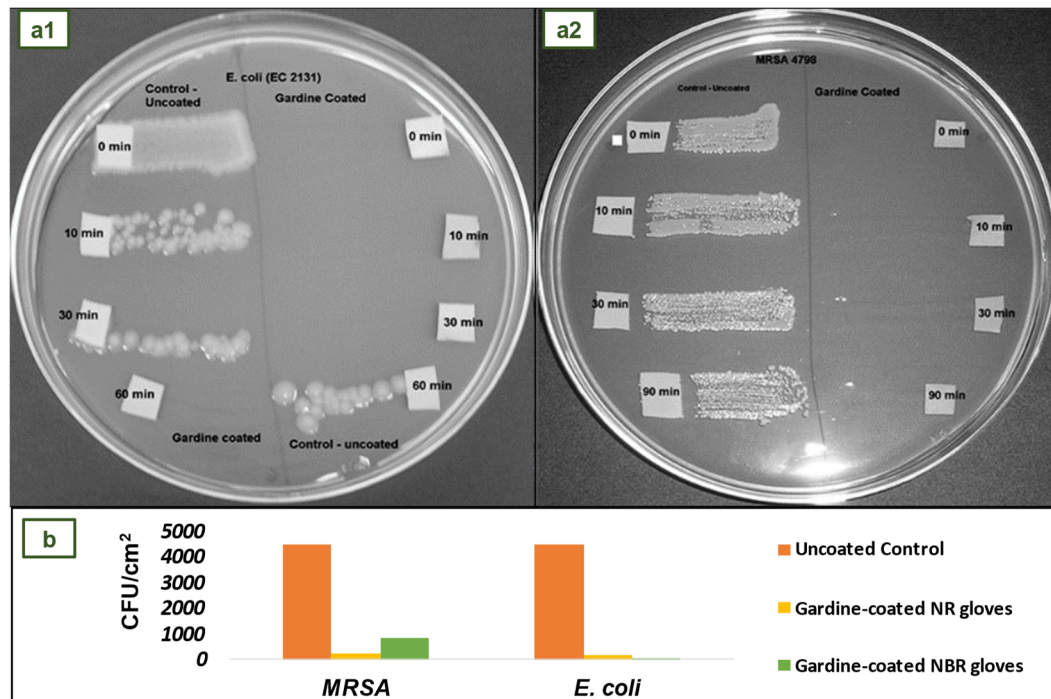 a1
E. coli (EC 2131)
Control -
Uncoated
Gardine Coated
0 min
0 min
10 min
10 min
30 min
30 min
60 min
60 min
Gardine coated
Control - uncoated
a2
MRSA 4798
Control - Uncoated
Gardine Coated
0 min
0 min
10 min
10 min
30 min
30 min
90 min
90 min
b
CFU/cm²
5000
4000
3000
2000
1000
0
MRSA
E. coli
Uncoated Control
Gardine-coated NR gloves
Gardine-coated NBR gloves